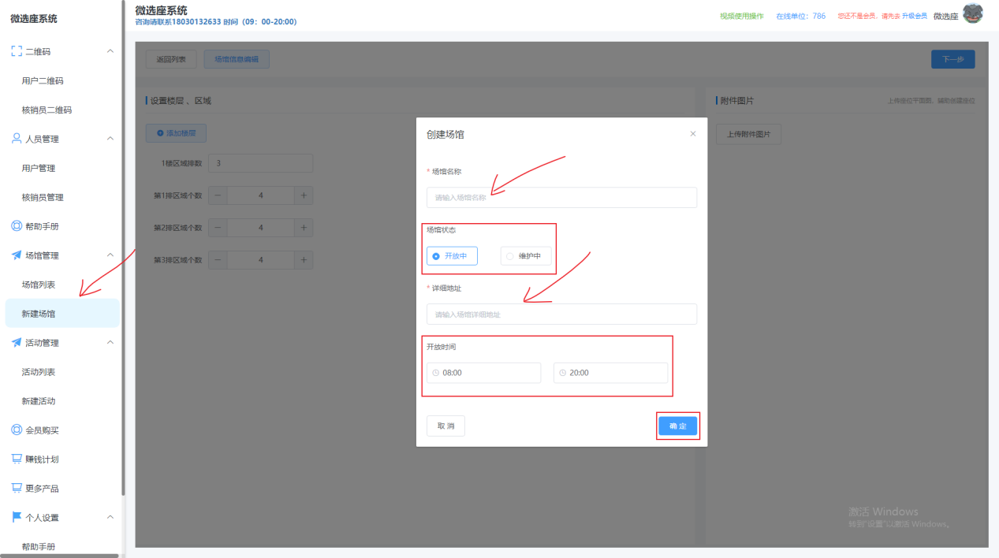 微选座系统
二维码
用户二维码
核销员二维码
人员管理
用户管理
核销员管理
帮助手册
场馆管理
场馆列表
新建场馆
活动管理
活动列表
新建活动
会员购买
赚钱计划
更多产品
个人设置
帮助手册
微选座系统
咨询请联系18030132633 时间（09：00-20:00）
视频使用操作 在线单位：786 您还不是会员，请先去 升级会员 微选座
返回列表 场馆信息编辑 下一步
设置楼层 、区域
添加楼层
1楼区域排数 3
第1排区域个数 − 4 +
第2排区域个数 − 4 +
第3排区域个数 − 4 +
附件图片 上传座位平面图，辅助创建座位
上传附件图片
创建场馆 ×
* 场馆名称
请输入场馆名称
场馆状态
开放中 维护中
* 详细地址
请输入场馆详细地址
开放时间
08:00 20:00
取 消 确 定
激活 Windows
转到"设置"以激活 Windows。